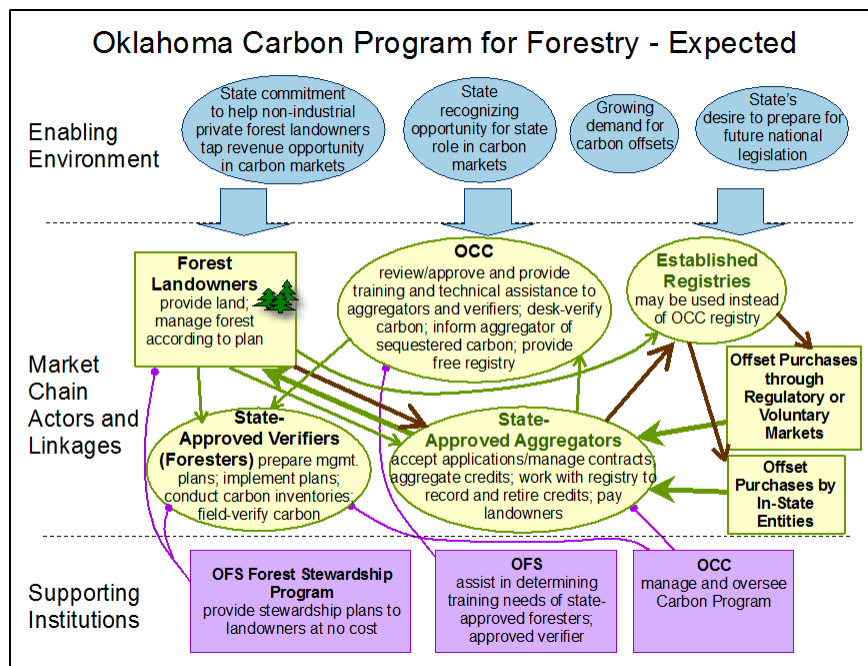 Oklahoma Carbon Program for Forestry - Expected
Enabling
Environment
State commitment
to help non-industrial
private forest landowners
tap revenue opportunity
in carbon markets
State
recognizing
opportunity for state
role in carbon
markets
Growing
demand for
carbon offsets
State's
desire to prepare for
future national
legislation
Market
Chain
Actors and
Linkages
Forest
Landowners
provide land;
manage forest
according to plan
OCC
review/approve and provide
training and technical assistance to
aggregators and verifiers; desk-verify
carbon; inform aggregator of
sequestered carbon; provide
free registry
Established
Registries
may be used instead
of OCC registry
Offset Purchases
through
Regulatory or
Voluntary
Markets
State-
Approved Verifiers
(Foresters) prepare mgmt.
plans; implement plans;
conduct carbon inventories;
field-verify carbon
State-
Approved Aggregators
accept applications/manage contracts;
aggregate credits; work with registry to
record and retire credits; pay
landowners
Offset
Purchases by
In-State
Entities
Supporting
Institutions
OFS Forest Stewardship
Program
provide stewardship plans to
landowners at no cost
OFS
assist in determining
training needs of state-
approved foresters;
approved verifier
OCC
manage and oversee
Carbon Program